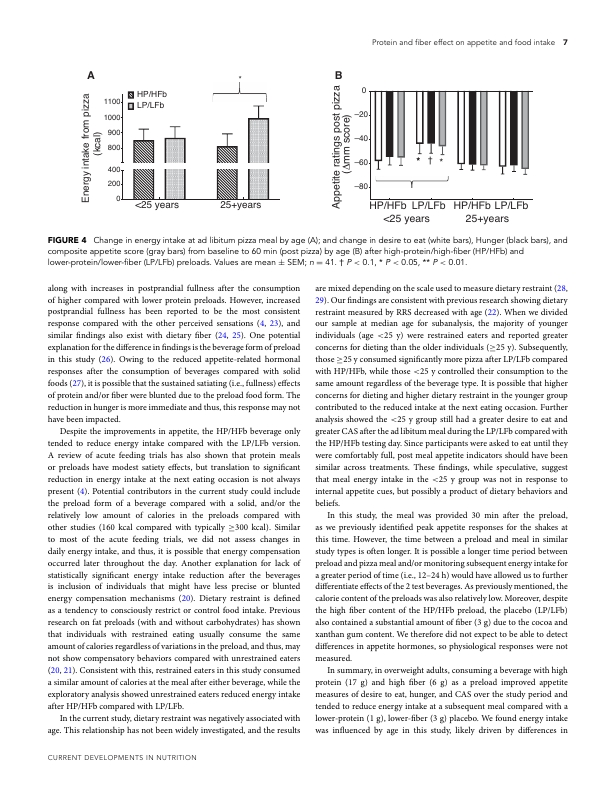 Protein and fiber effect on appetite and food intake 7
A
HP/HFb
LP/LFb
*
Energy intake from pizza
(kcal)
1100
1000
900
800
400
200
0
<25 years
25+years
B
Appetite ratings post pizza
(Δmm score)
0
−20
−40
−60
−80
* † *
†
HP/HFb LP/LFb HP/HFb LP/LFb
<25 years
25+years
FIGURE 4 Change in energy intake at ad libitum pizza meal by age (A); and change in desire to eat (white bars), Hunger (black bars), and
composite appetite score (gray bars) from baseline to 60 min (post pizza) by age (B) after high-protein/high-fiber (HP/HFb) and
lower-protein/lower-fiber (LP/LFb) preloads. Values are mean ± SEM; n = 41. † P < 0.1, * P < 0.05, ** P < 0.01.
along with increases in postprandial fullness after the consumption
of higher compared with lower protein preloads. However, increased
postprandial fullness has been reported to be the most consistent
response compared with the other perceived sensations (4, 23), and
similar findings also exist with dietary fiber (24, 25). One potential
explanation for the difference in findings is the beverage form of preload
in this study (26). Owing to the reduced appetite-related hormonal
responses after the consumption of beverages compared with solid
foods (27), it is possible that the sustained satiating (i.e., fullness) effects
of protein and/or fiber were blunted due to the preload food form. The
reduction in hunger is more immediate and thus, this response may not
have been impacted.
Despite the improvements in appetite, the HP/HFb beverage only
tended to reduce energy intake compared with the LP/LFb version.
A review of acute feeding trials has also shown that protein meals
or preloads have modest satiety effects, but translation to significant
reduction in energy intake at the next eating occasion is not always
present (4). Potential contributors in the current study could include
the preload form of a beverage compared with a solid, and/or the
relatively low amount of calories in the preloads compared with
other studies (160 kcal compared with typically ≥300 kcal). Similar
to most of the acute feeding trials, we did not assess changes in
daily energy intake, and thus, it is possible that energy compensation
occurred later throughout the day. Another explanation for lack of
statistically significant energy intake reduction after the beverages
is inclusion of individuals that might have less precise or blunted
energy compensation mechanisms (20). Dietary restraint is defined
as a tendency to consciously restrict or control food intake. Previous
research on fat preloads (with and without carbohydrates) has shown
that individuals with restrained eating usually consume the same
amount of calories regardless of variations in the preload, and thus, may
not show compensatory behaviors compared with unrestrained eaters
(20, 21). Consistent with this, restrained eaters in this study consumed
a similar amount of calories at the meal after either beverage, while the
exploratory analysis showed unrestrained eaters reduced energy intake
after HP/HFb compared with LP/LFb.
In the current study, dietary restraint was negatively associated with
age. This relationship has not been widely investigated, and the results
are mixed depending on the scale used to measure dietary restraint (28,
29). Our findings are consistent with previous research showing dietary
restraint measured by RRS decreased with age (22). When we divided
our sample at median age for subanalysis, the majority of younger
individuals (age <25 y) were restrained eaters and reported greater
concerns for dieting than the older individuals (≥25 y). Subsequently,
those ≥25 y consumed significantly more pizza after LP/LFb compared
with HP/HFb, while those <25 y controlled their consumption to the
same amount regardless of the beverage type. It is possible that higher
concerns for dieting and higher dietary restraint in the younger group
contributed to the reduced intake at the next eating occasion. Further
analysis showed the <25 y group still had a greater desire to eat and
greater CAS after the ad libitum meal during the LP/LFb compared with
the HP/HFb testing day. Since participants were asked to eat until they
were comfortably full, post meal appetite indicators should have been
similar across treatments. These findings, while speculative, suggest
that meal energy intake in the <25 y group was not in response to
internal appetite cues, but possibly a product of dietary behaviors and
beliefs.
In this study, the meal was provided 30 min after the preload,
as we previously identified peak appetite responses for the shakes at
this time. However, the time between a preload and meal in similar
study types is often longer. It is possible a longer time period between
preload and pizza meal and/or monitoring subsequent energy intake for
a greater period of time (i.e., 12–24 h) would have allowed us to further
differentiate effects of the 2 test beverages. As previously mentioned, the
calorie content of the preloads was also relatively low. Moreover, despite
the high fiber content of the HP/HFb preload, the placebo (LP/LFb)
also contained a substantial amount of fiber (3 g) due to the cocoa and
xanthan gum content. We therefore did not expect to be able to detect
differences in appetite hormones, so physiological responses were not
measured.
In summary, in overweight adults, consuming a beverage with high
protein (17 g) and high fiber (6 g) as a preload improved appetite
measures of desire to eat, hunger, and CAS over the study period and
tended to reduce energy intake at a subsequent meal compared with a
lower-protein (1 g), lower-fiber (3 g) placebo. We found energy intake
was influenced by age in this study, likely driven by differences in
CURRENT DEVELOPMENTS IN NUTRITION